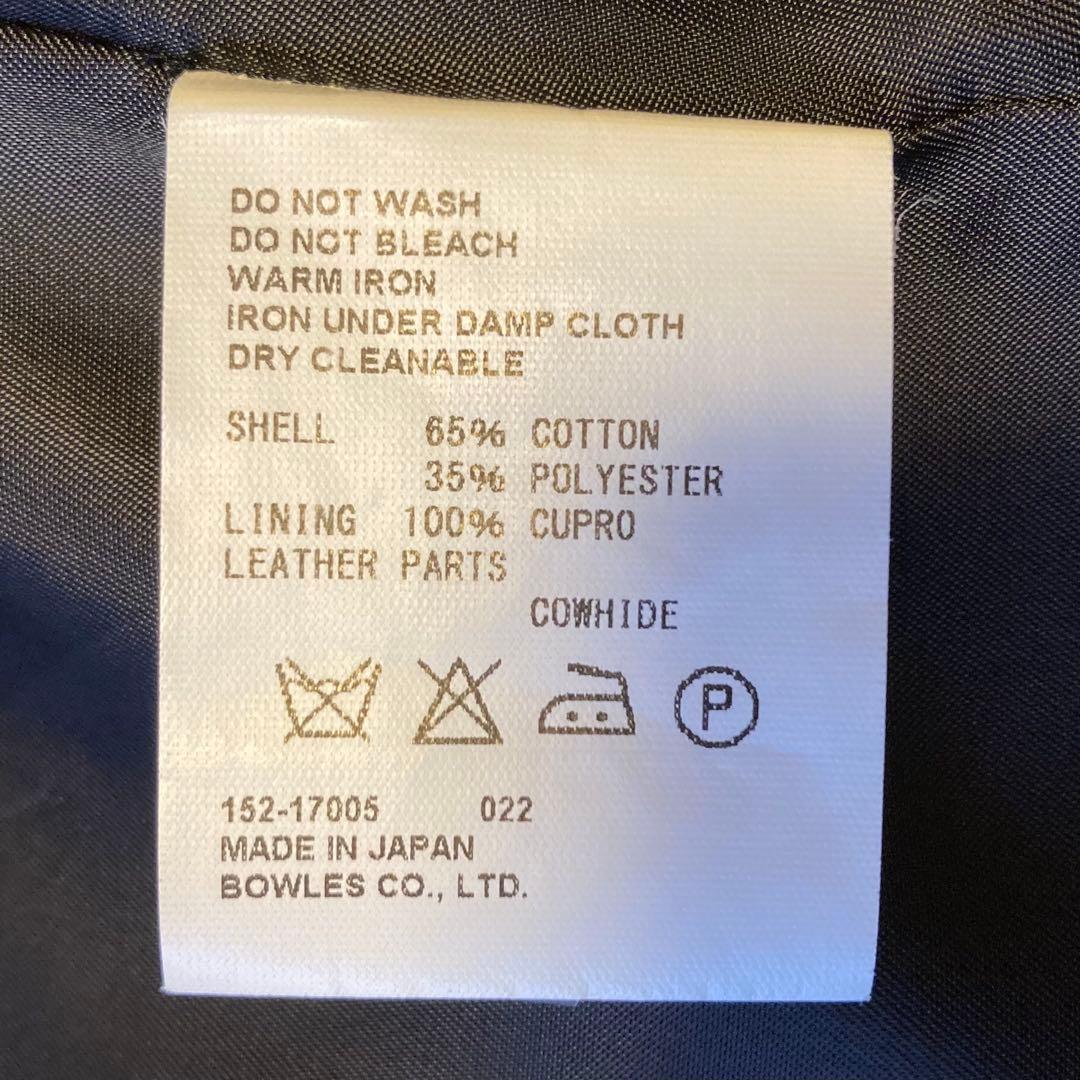 DO NOT WASH
DO NOT BLEACH
WARM IRON
IRON UNDER DAMP CLOTH
DRY CLEANABLE
SHELL 65% COTTON
35% POLYESTER
LINING 100% CUPRO
LEATHER PARTS
COWHIDE
P
152-17005 022
MADE IN JAPAN
BOWLES CO., LTD.